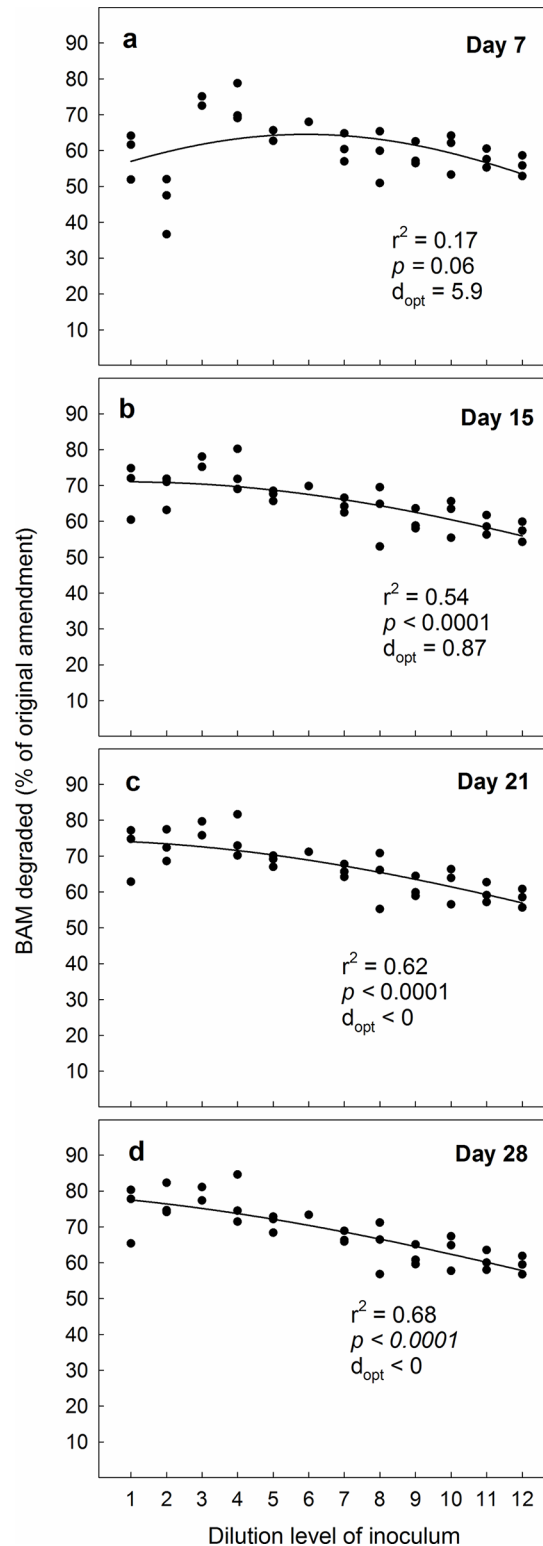 BAM degraded (% of original amendment)
a
Day 7
90
80
70
60
50
40
30
20
10
r² = 0.17
p = 0.06
dopt = 5.9
b
Day 15
90
80
70
60
50
40
30
20
10
r² = 0.54
p < 0.0001
dopt = 0.87
c
Day 21
90
80
70
60
50
40
30
20
10
r² = 0.62
p < 0.0001
dopt < 0
d
Day 28
90
80
70
60
50
40
30
20
10
r² = 0.68
p < 0.0001
dopt < 0
1 2 3 4 5 6 7 8 9 10 11 12
Dilution level of inoculum